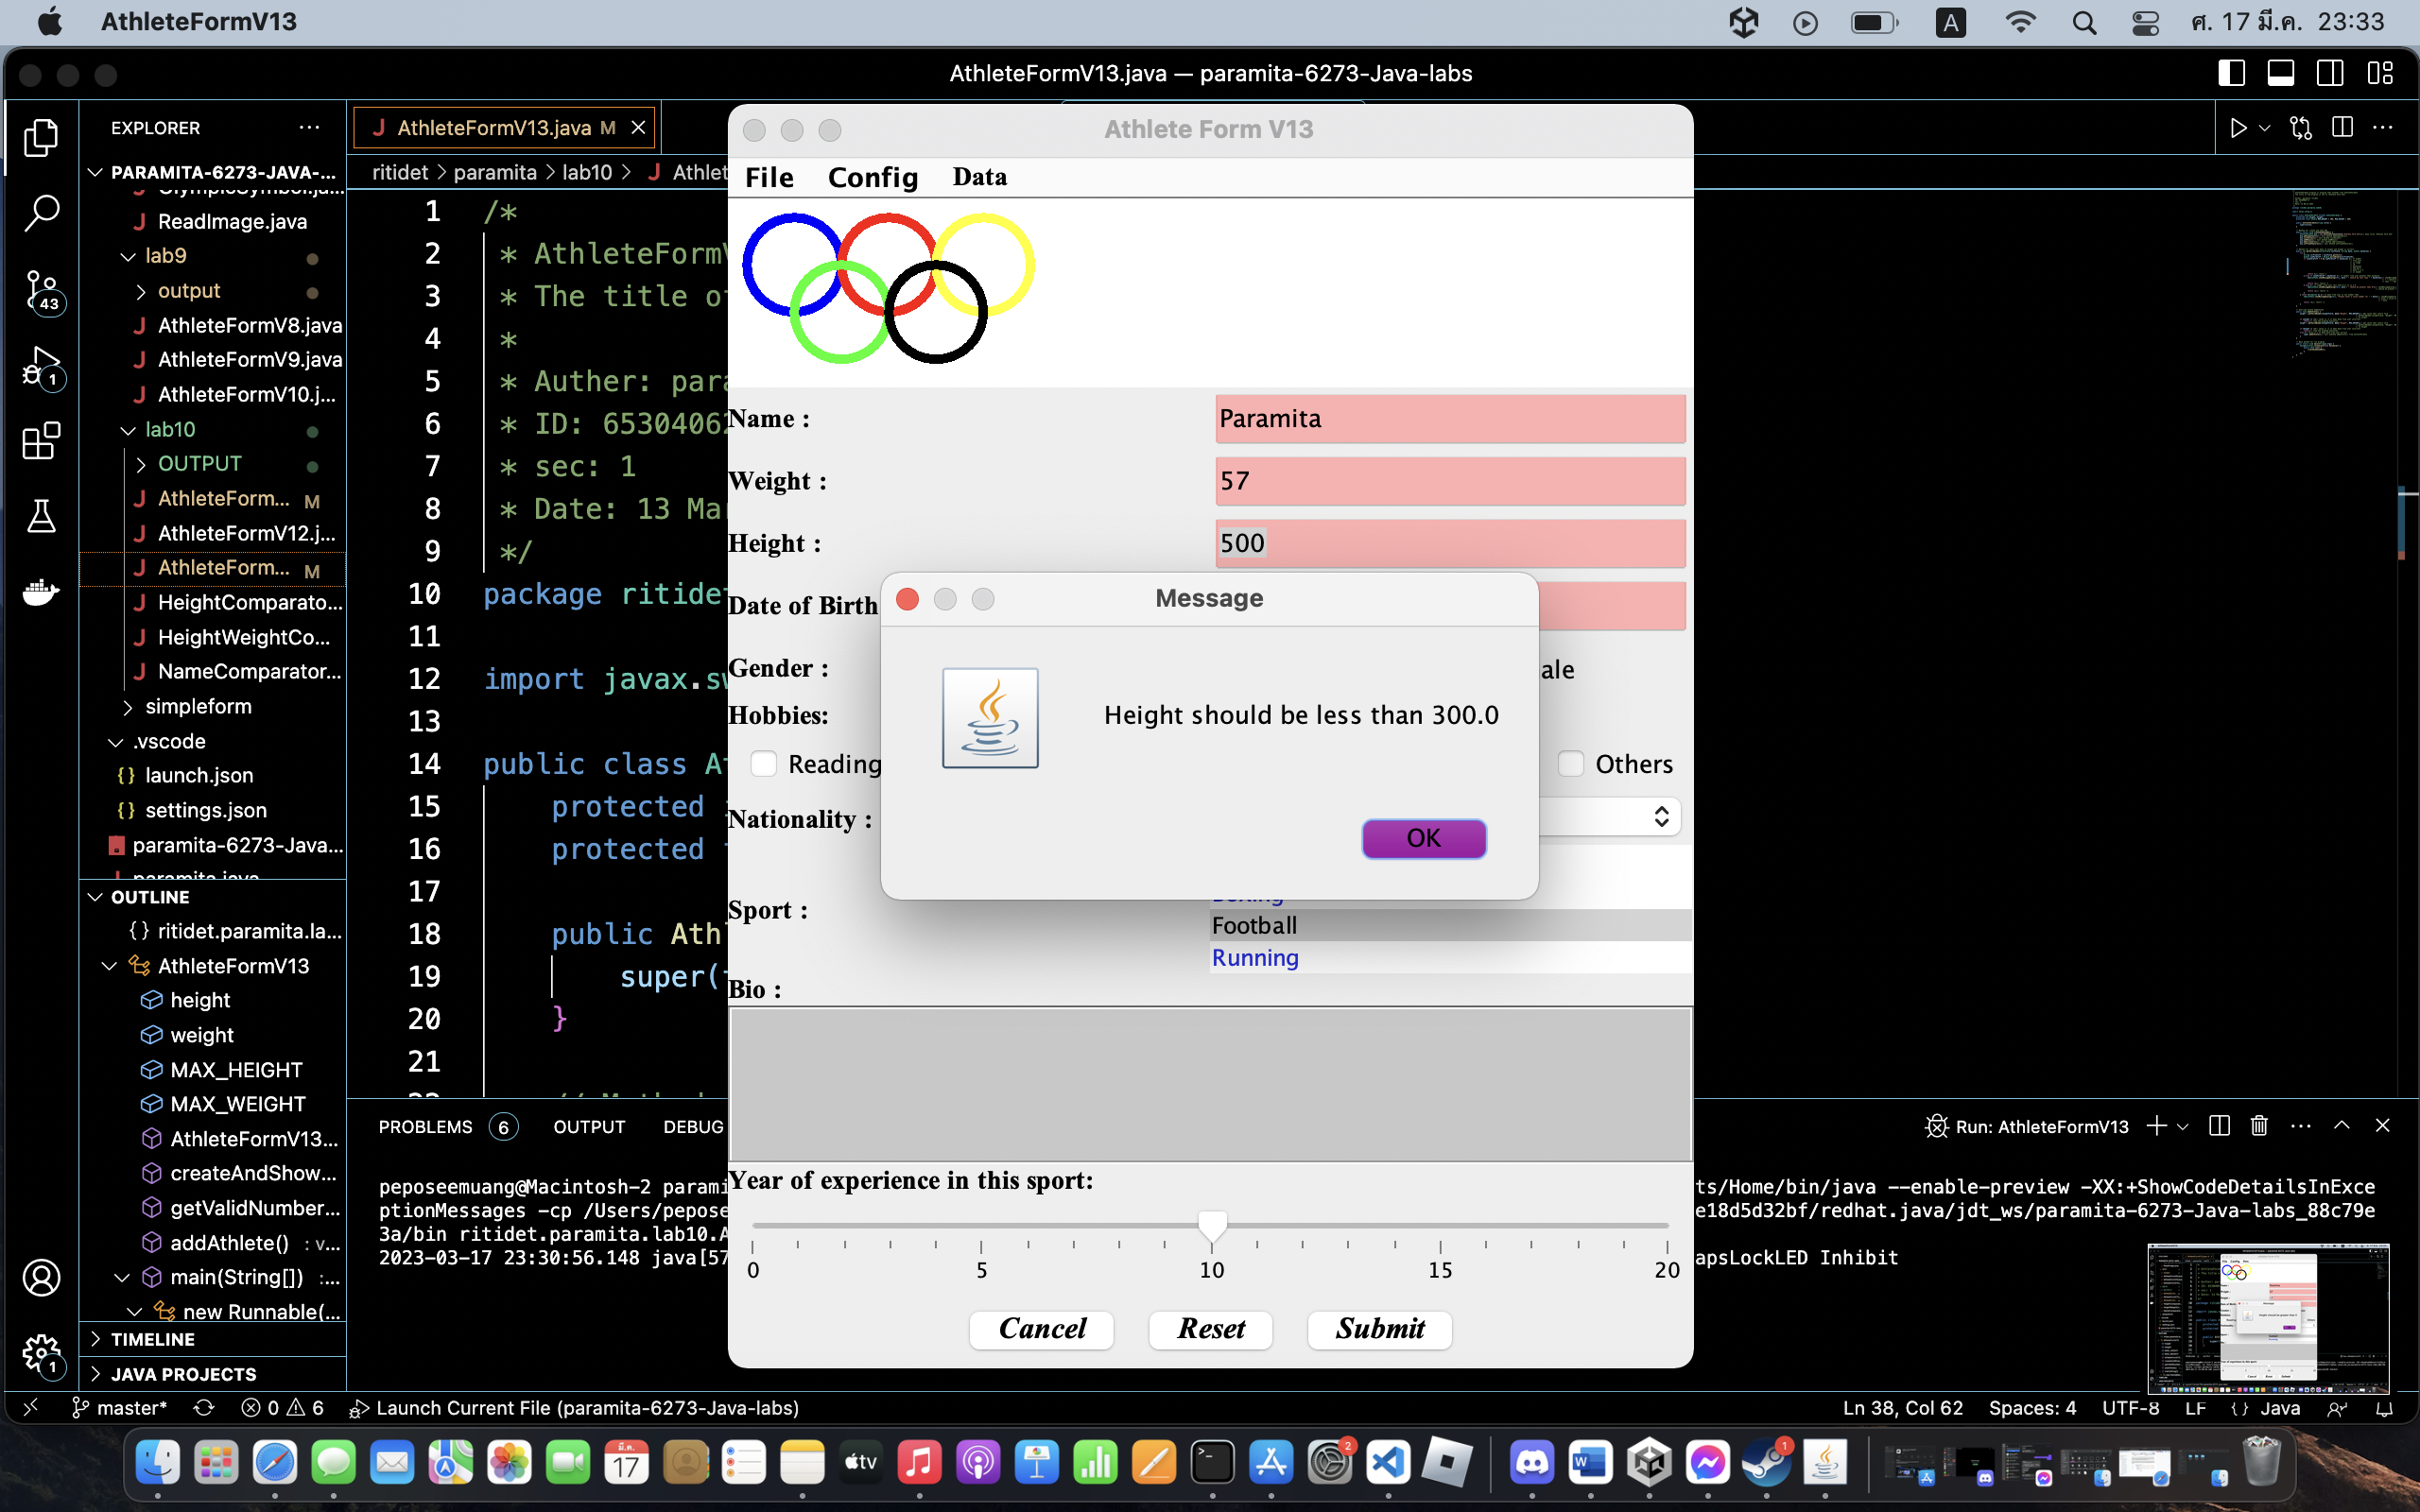 AthleteFormV13
A
ศ. 17 มี.ค. 23:33
AthleteFormV13.java — paramita-6273-Java-labs
EXPLORER
PARAMITA-6273-JAVA-...
ReadImage.java
lab9
output
AthleteFormV8.java
AthleteFormV9.java
AthleteFormV10.j...
lab10
OUTPUT
AthleteForm... M
AthleteFormV12.j...
AthleteForm... M
HeightComparato...
HeightWeightCo...
NameComparator...
simpleform
.vscode
{} launch.json
{} settings.json
paramita-6273-Java...
43
1
1
OUTLINE
{} ritidet.paramita.la...
AthleteFormV13
height
weight
MAX_HEIGHT
MAX_WEIGHT
AthleteFormV13...
createAndShow...
getValidNumber...
addAthlete() : v...
main(String[]) :...
new Runnable(...
TIMELINE
JAVA PROJECTS
J AthleteFormV13.java M
ritidet > paramita > lab10 > J Athlet
1 /*
2 * AthleteForm
3 * The title o
4 *
5 * Auther: par
6 * ID: 6530406
7 * sec: 1
8 * Date: 13 Ma
9 */
10 package ritide
11
12 import javax.s
13
14 public class A
15 protected
16 protected
17
18 public Ath
19 super(
20 }
21
Athlete Form V13
File Config Data
Name : Paramita
Weight : 57
Height : 500
Date of Birth
Gender : ale
Hobbies:
Reading Others
Nationality :
Sport :
Football
Running
Bio :
Year of experience in this sport:
0 5 10 15 20
Cancel Reset Submit
Message
Height should be less than 300.0
OK
PROBLEMS 6 OUTPUT DEBUG
Run: AthleteFormV13
peposeemuang@Macintosh-2 parami
ts/Home/bin/java --enable-preview -XX:+ShowCodeDetailsInExce
ptionMessages -cp /Users/pepose
e18d5d32bf/redhat.java/jdt_ws/paramita-6273-Java-labs_88c79e
3a/bin ritidet.paramita.lab10.A
2023-03-17 23:30:56.148 java[57
apsLockLED Inhibit
master* 0 6 Launch Current File (paramita-6273-Java-labs)
Ln 38, Col 62 Spaces: 4 UTF-8 LF {} Java
มี.ค.
17
tv
2
1